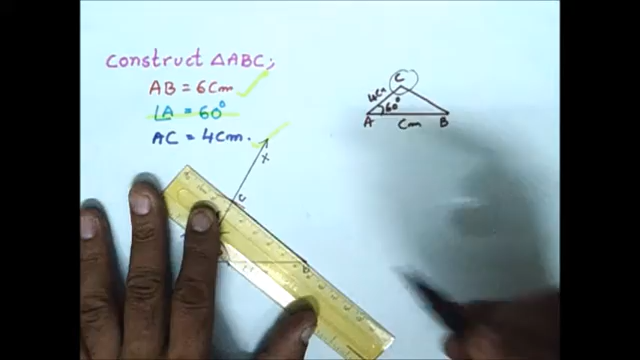 Construct △ABC;
AB = 6Cm
∠A = 60°
AC = 4Cm.
X
C
4Cm
60°
A
Cm
B
C